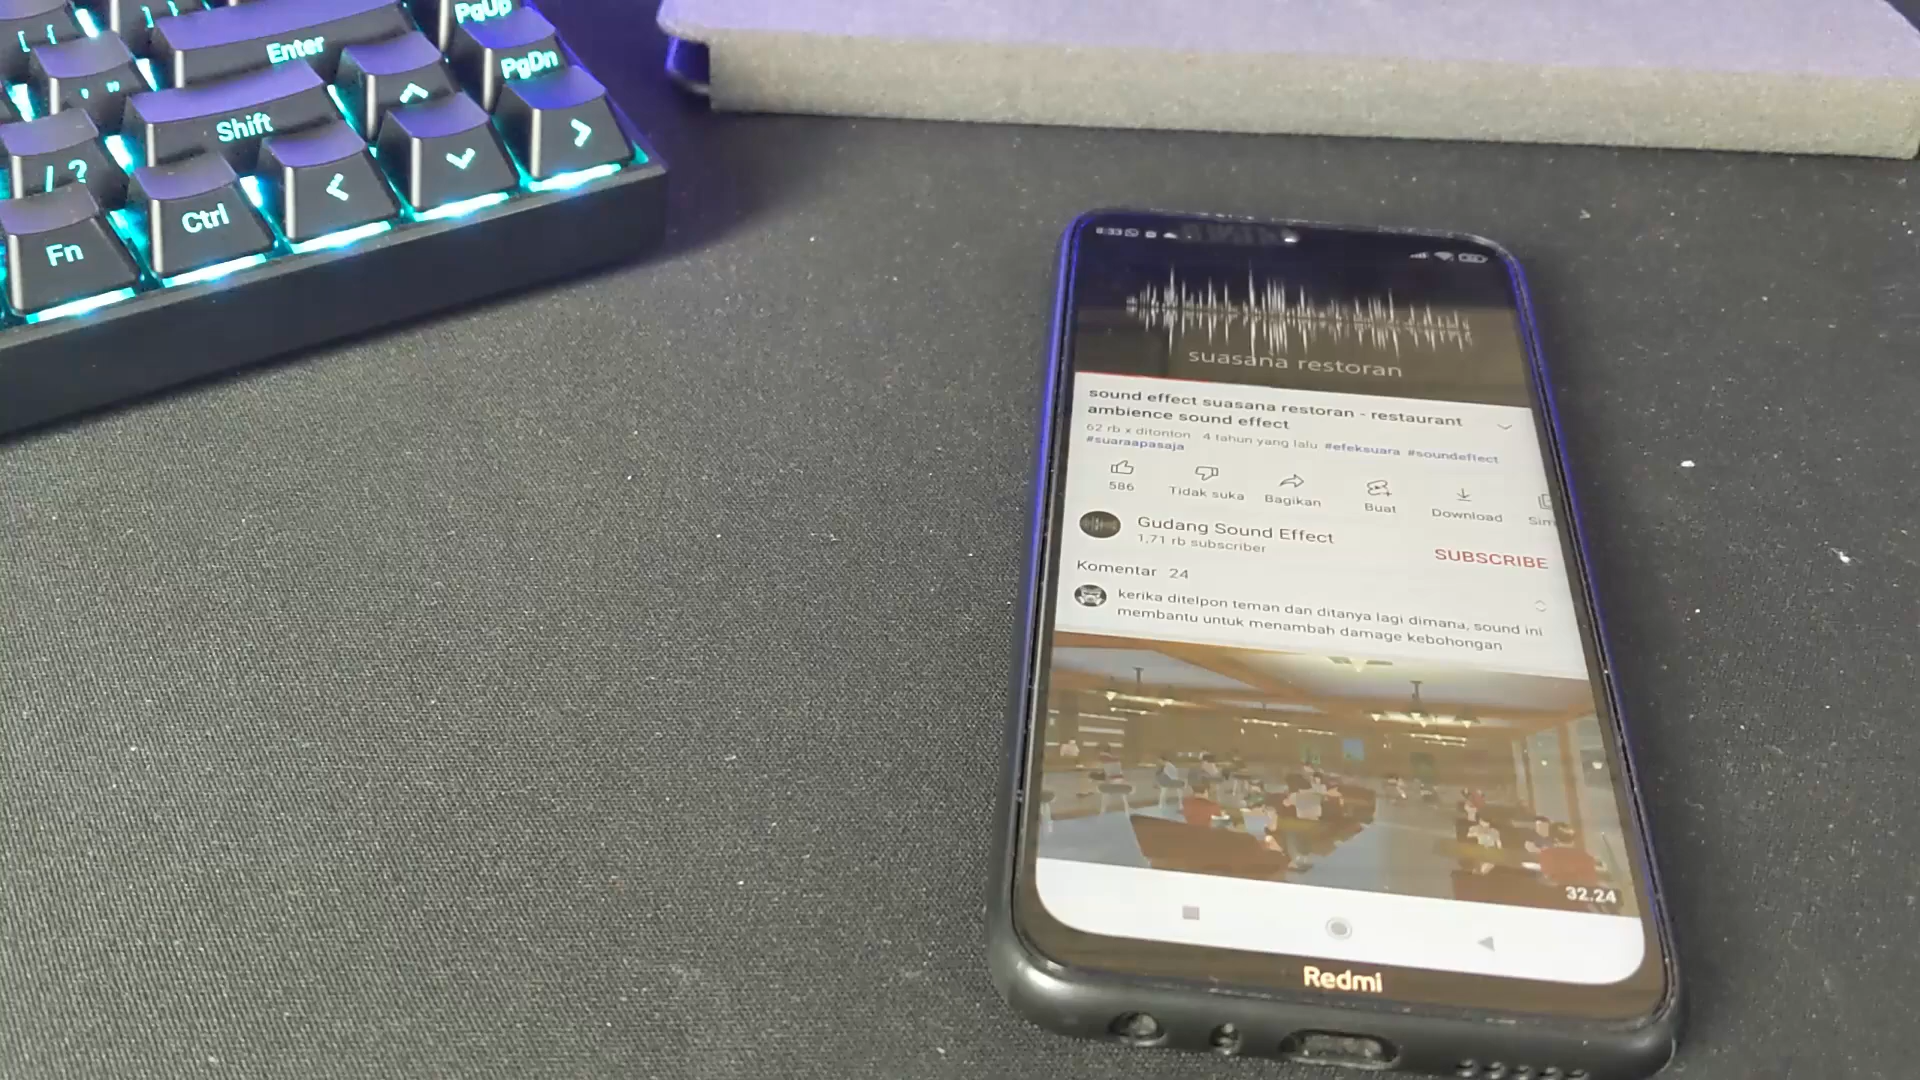 PgUp
[ {
] }
Enter
PgDn
' "
Shift
/ ?
Ctrl
Fn
suasana restoran
sound effect suasana restoran - restaurant
ambience sound effect
62 rb x ditonton 4 tahun yang lalu #efeksuara #soundeffect
#suaraapasaja
586
Tidak suka
Bagikan
Buat
Download
Gudang Sound Effect
1,71 rb subscriber
SUBSCRIBE
Komentar 24
kerika ditelpon teman dan ditanya lagi dimana, sound ini
membantu untuk menambah damage kebohongan
32.24
Redmi